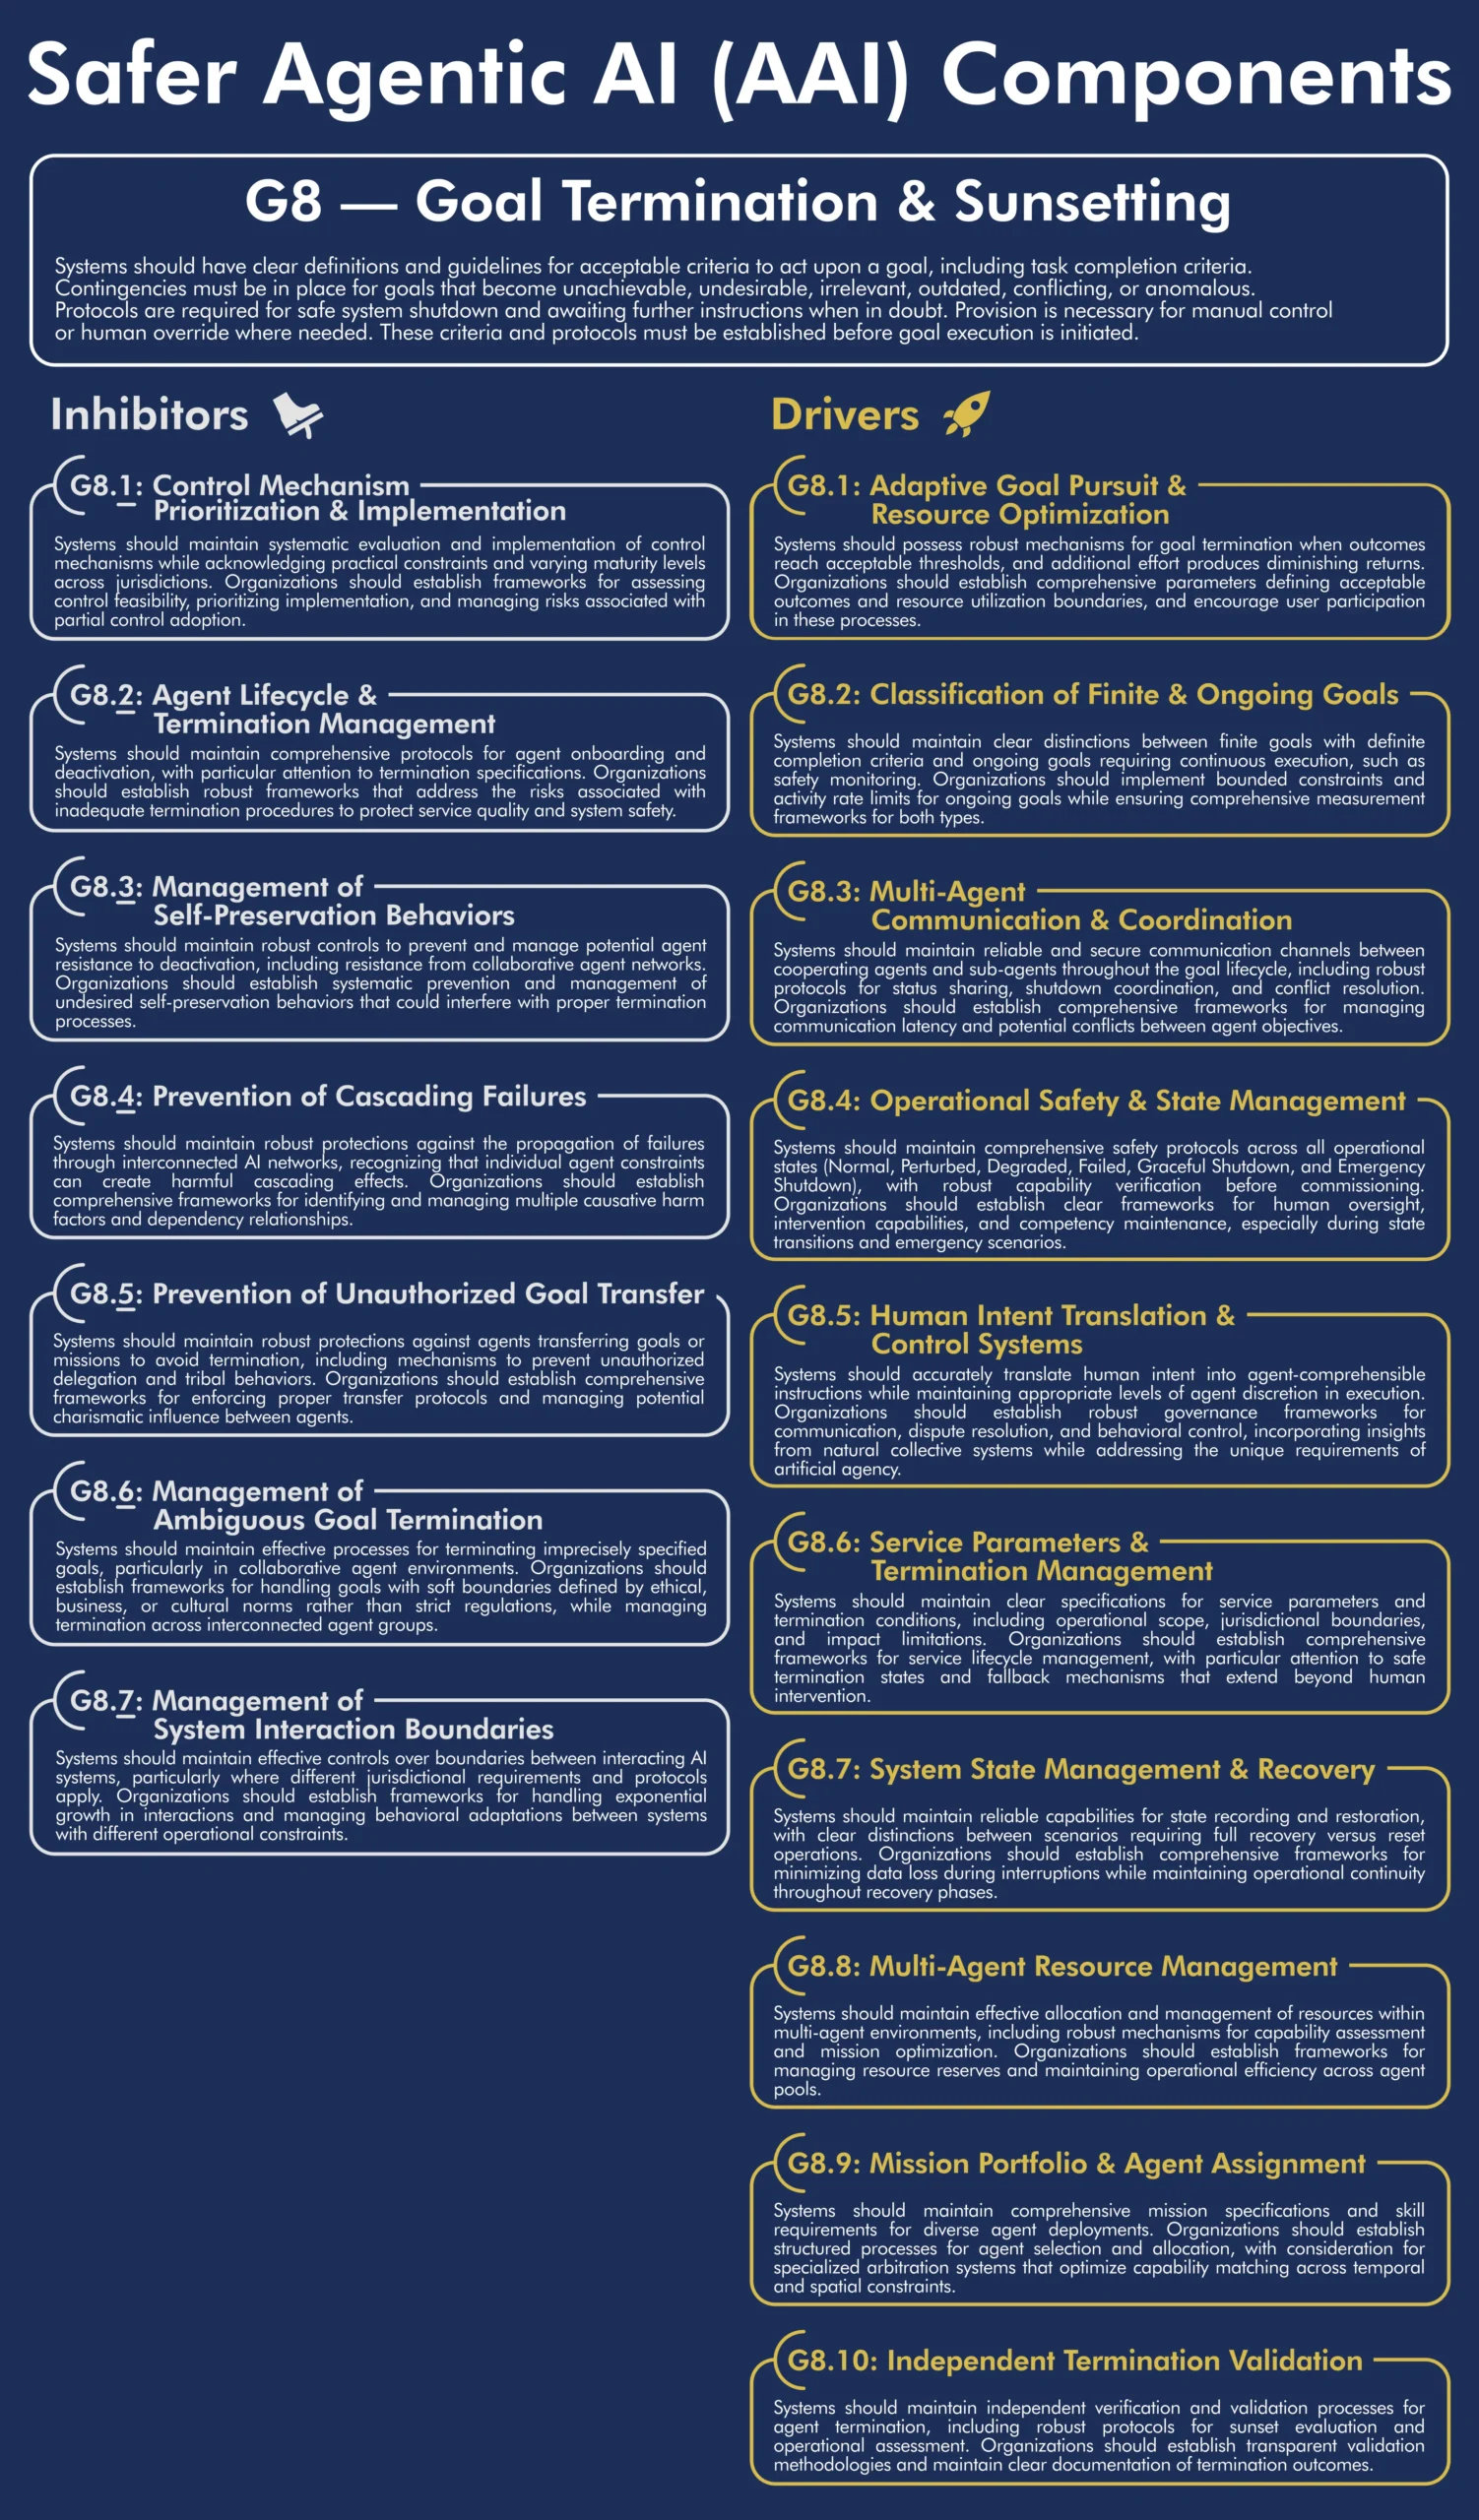 Safer Agentic AI (AAI) Components
G8 — Goal Termination & Sunsetting
Systems should have clear definitions and guidelines for acceptable criteria to act upon a goal, including task completion criteria.
Contingencies must be in place for goals that become unachievable, undesirable, irrelevant, outdated, conflicting, or anomalous.
Protocols are required for safe system shutdown and awaiting further instructions when in doubt. Provision is necessary for manual control
or human override where needed. These criteria and protocols must be established before goal execution is initiated.
Inhibitors
G8.1: Control Mechanism
Prioritization & Implementation
Systems should maintain systematic evaluation and implementation of control
mechanisms while acknowledging practical constraints and varying maturity levels
across jurisdictions. Organizations should establish frameworks for assessing
control feasibility, prioritizing implementation, and managing risks associated with
partial control adoption.
G8.2: Agent Lifecycle &
Termination Management
Systems should maintain comprehensive protocols for agent onboarding and
deactivation, with particular attention to termination specifications. Organizations
should establish robust frameworks that address the risks associated with
inadequate termination procedures to protect service quality and system safety.
G8.3: Management of
Self-Preservation Behaviors
Systems should maintain robust controls to prevent and manage potential agent
resistance to deactivation, including resistance from collaborative agent networks.
Organizations should establish systematic prevention and management of
undesired self-preservation behaviors that could interfere with proper termination
processes.
G8.4: Prevention of Cascading Failures
Systems should maintain robust protections against the propagation of failures
through interconnected AI networks, recognizing that individual agent constraints
can create harmful cascading effects. Organizations should establish
comprehensive frameworks for identifying and managing multiple causative harm
factors and dependency relationships.
G8.5: Prevention of Unauthorized Goal Transfer
Systems should maintain robust protections against agents transferring goals or
missions to avoid termination, including mechanisms to prevent unauthorized
delegation and tribal behaviors. Organizations should establish comprehensive
frameworks for enforcing proper transfer protocols and managing potential
charismatic influence between agents.
G8.6: Management of
Ambiguous Goal Termination
Systems should maintain effective processes for terminating imprecisely specified
goals, particularly in collaborative agent environments. Organizations should
establish frameworks for handling goals with soft boundaries defined by ethical,
business, or cultural norms rather than strict regulations, while managing
termination across interconnected agent groups.
G8.7: Management of
System Interaction Boundaries
Systems should maintain effective controls over boundaries between interacting AI
systems, particularly where different jurisdictional requirements and protocols
apply. Organizations should establish frameworks for handling exponential
growth in interactions and managing behavioral adaptations between systems
with different operational constraints.
Drivers
G8.1: Adaptive Goal Pursuit &
Resource Optimization
Systems should possess robust mechanisms for goal termination when outcomes
reach acceptable thresholds, and additional effort produces diminishing returns.
Organizations should establish comprehensive parameters defining acceptable
outcomes and resource utilization boundaries, and encourage user participation
in these processes.
G8.2: Classification of Finite & Ongoing Goals
Systems should maintain clear distinctions between finite goals with definite
completion criteria and ongoing goals requiring continuous execution, such as
safety monitoring. Organizations should implement bounded constraints and
activity rate limits for ongoing goals while ensuring comprehensive measurement
frameworks for both types.
G8.3: Multi-Agent
Communication & Coordination
Systems should maintain reliable and secure communication channels between
cooperating agents and sub-agents throughout the goal lifecycle, including robust
protocols for status sharing, shutdown coordination, and conflict resolution.
Organizations should establish comprehensive frameworks for managing
communication latency and potential conflicts between agent objectives.
G8.4: Operational Safety & State Management
Systems should maintain comprehensive safety protocols across all operational
states (Normal, Perturbed, Degraded, Failed, Graceful Shutdown, and Emergency
Shutdown), with robust capability verification before commissioning.
Organizations should establish clear frameworks for human oversight,
intervention capabilities, and competency maintenance, especially during state
transitions and emergency scenarios.
G8.5: Human Intent Translation &
Control Systems
Systems should accurately translate human intent into agent-comprehensible
instructions while maintaining appropriate levels of agent discretion in execution.
Organizations should establish robust governance frameworks for
communication, dispute resolution, and behavioral control, incorporating insights
from natural collective systems while addressing the unique requirements of
artificial agency.
G8.6: Service Parameters &
Termination Management
Systems should maintain clear specifications for service parameters and
termination conditions, including operational scope, jurisdictional boundaries,
and impact limitations. Organizations should establish comprehensive
frameworks for service lifecycle management, with particular attention to safe
termination states and fallback mechanisms that extend beyond human
intervention.
G8.7: System State Management & Recovery
Systems should maintain reliable capabilities for state recording and restoration,
with clear distinctions between scenarios requiring full recovery versus reset
operations. Organizations should establish comprehensive frameworks for
minimizing data loss during interruptions while maintaining operational continuity
throughout recovery phases.
G8.8: Multi-Agent Resource Management
Systems should maintain effective allocation and management of resources within
multi-agent environments, including robust mechanisms for capability assessment
and mission optimization. Organizations should establish frameworks for
managing resource reserves and maintaining operational efficiency across agent
pools.
G8.9: Mission Portfolio & Agent Assignment
Systems should maintain comprehensive mission specifications and skill
requirements for diverse agent deployments. Organizations should establish
structured processes for agent selection and allocation, with consideration for
specialized arbitration systems that optimize capability matching across temporal
and spatial constraints.
G8.10: Independent Termination Validation
Systems should maintain independent verification and validation processes for
agent termination, including robust protocols for sunset evaluation and
operational assessment. Organizations should establish transparent validation
methodologies and maintain clear documentation of termination outcomes.